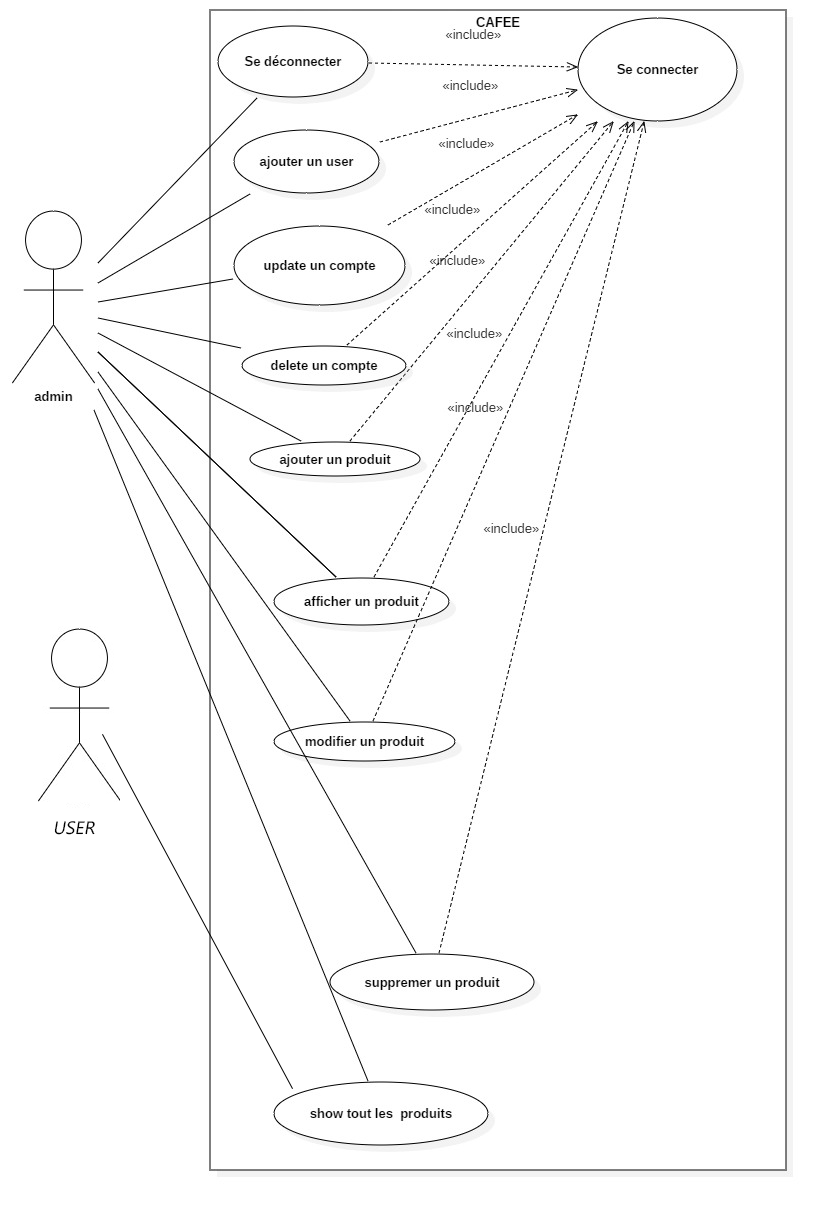 CAFEE
«include»
Se déconnecter
Se connecter
«include»
«include»
ajouter un user
«include»
update un compte
«include»
«include»
delete un compte
admin
«include»
ajouter un produit
«include»
afficher un produit
modifier un produit
USER
suppremer un produit
show tout les  produits